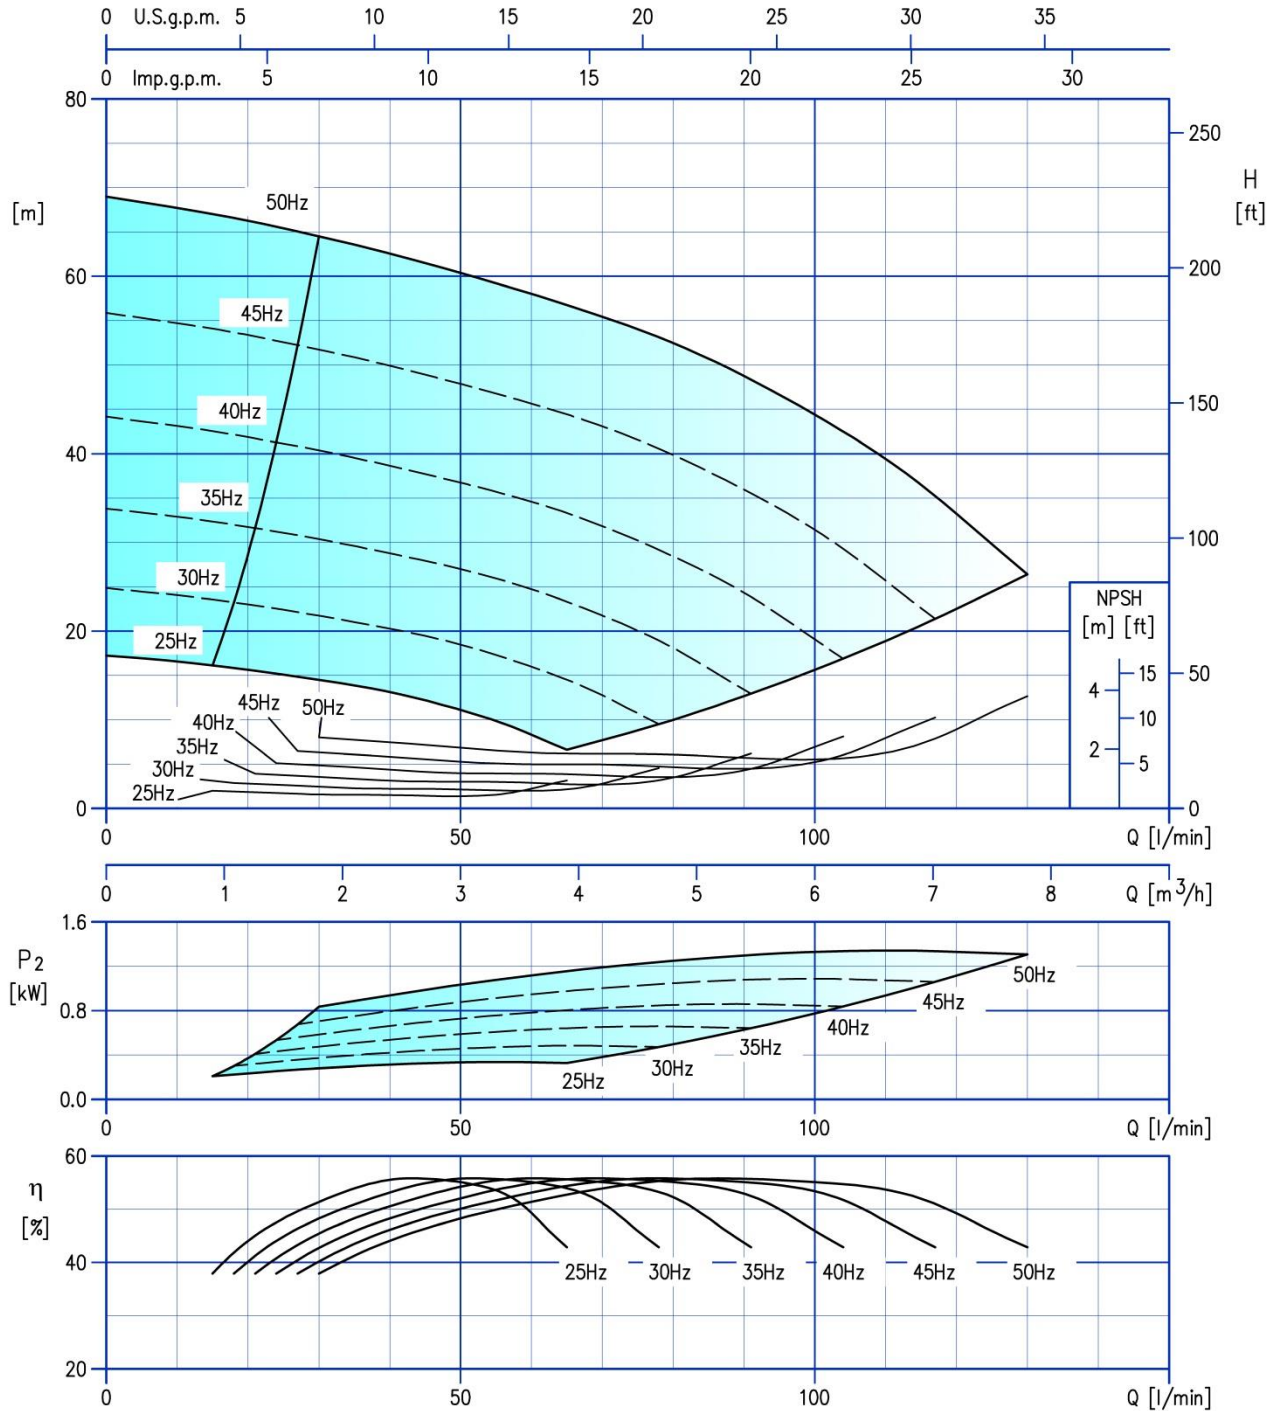 0 U.S.g.p.m. 5 10 15 20 25 30 35
0 Imp.g.p.m. 5 10 15 20 25 30
80
250
H
[m]
[ft]
50Hz
60
200
45Hz
40Hz
150
40
35Hz
100
30Hz
NPSH
20
[m] [ft]
25Hz
50
15
4
45Hz
50Hz
10
40Hz
35Hz
2
5
30Hz
25Hz
0
0
0 50 100 Q [l/min]
0 1 2 3 4 5 6 7 8 Q [m³/h]
1.6
P₂
[kW]
50Hz
0.8
45Hz
40Hz
35Hz
30Hz
25Hz
0.0
0 50 100 Q [l/min]
60
η
[%]
40
25Hz 30Hz 35Hz 40Hz 45Hz 50Hz
20
0 50 100 Q [l/min]